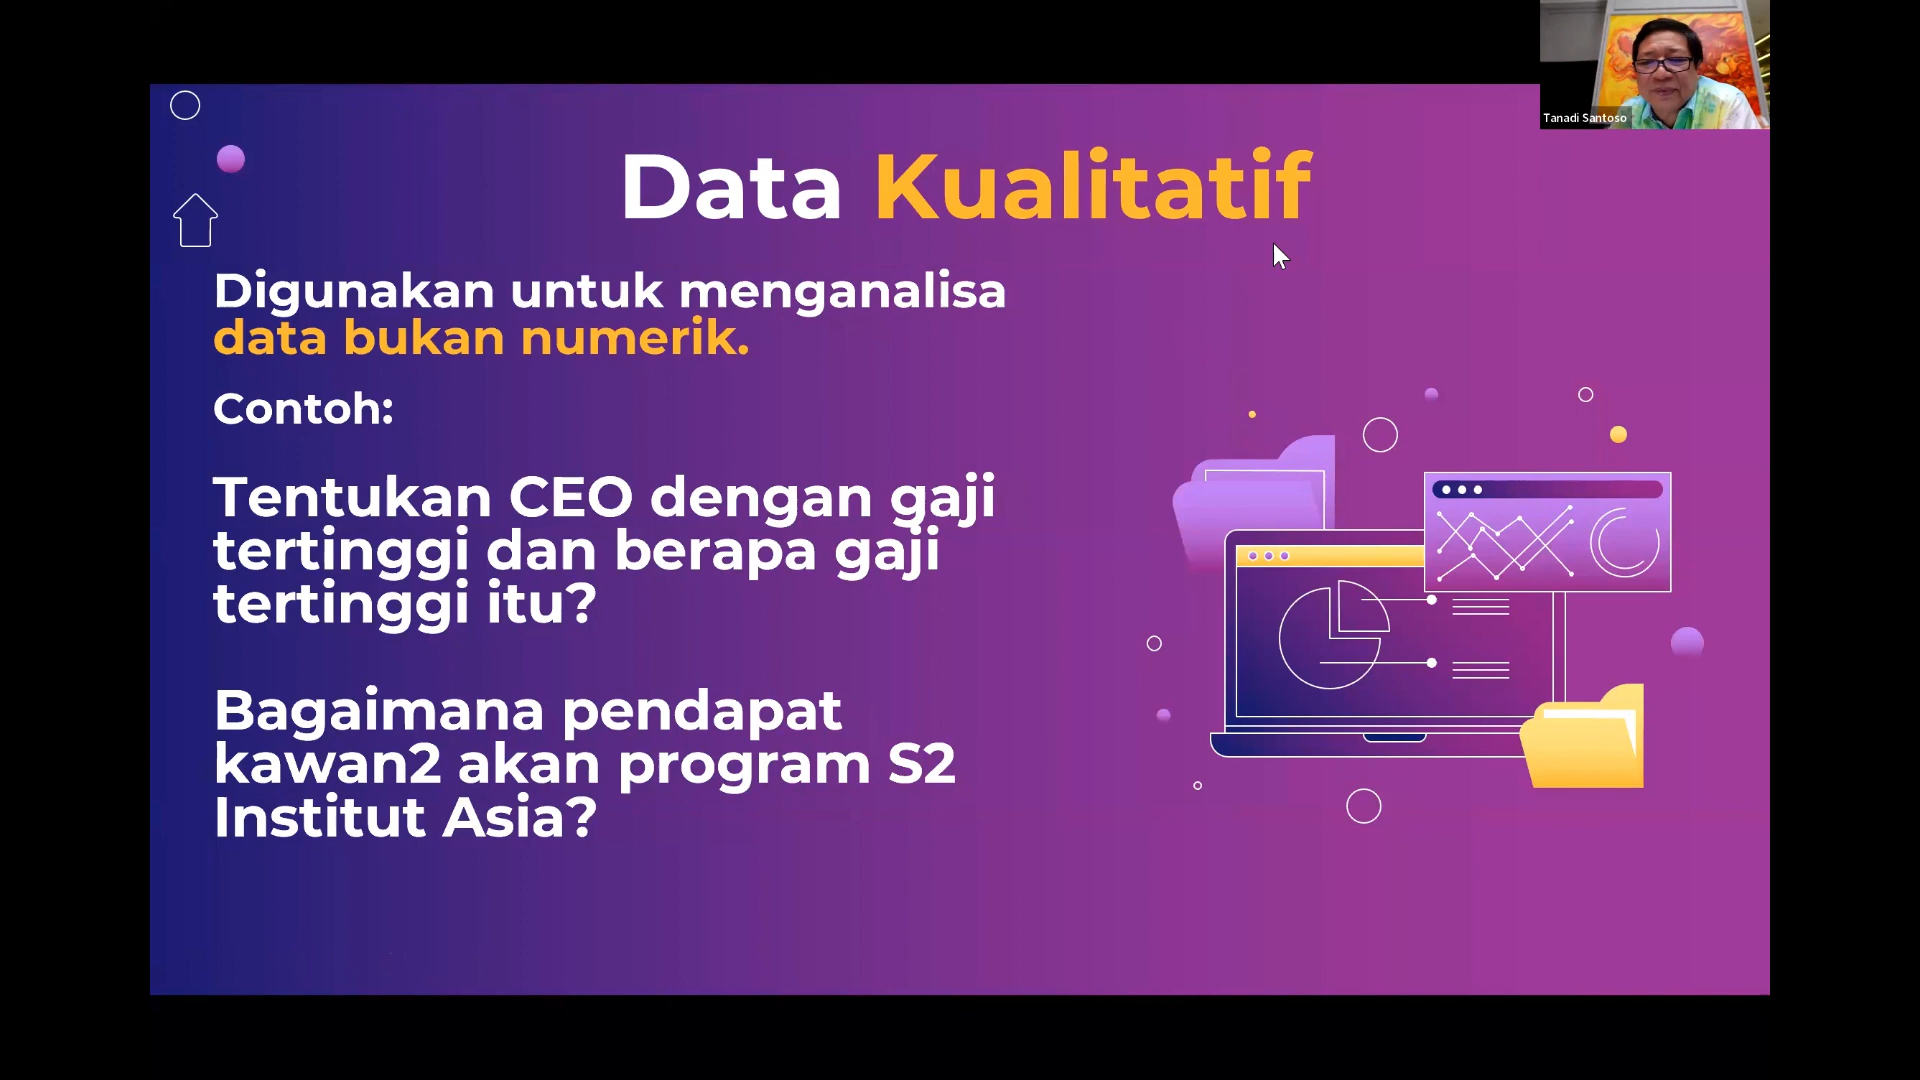 Tanadi Santoso
Data Kualitatif
Digunakan untuk menganalisa
data bukan numerik.
Contoh:
Tentukan CEO dengan gaji
tertinggi dan berapa gaji
tertinggi itu?
Bagaimana pendapat
kawan2 akan program S2
Institut Asia?